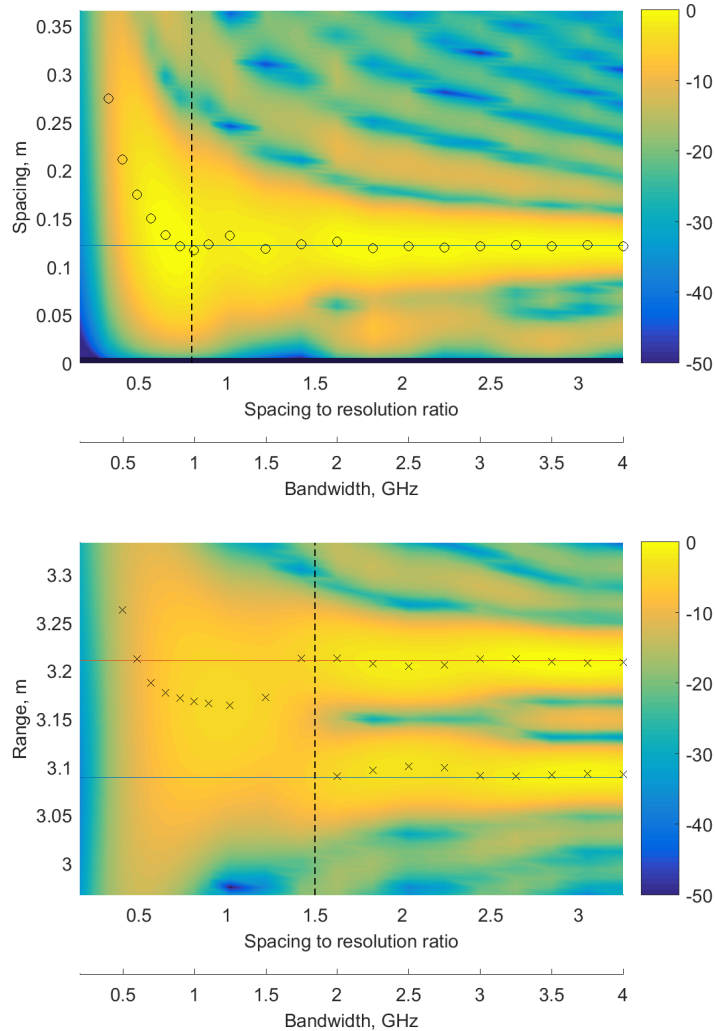 0.35
0.3
0.25
0.2
0.15
0.1
0.05
0
Spacing, m
0.5 1 1.5 2 2.5 3
Spacing to resolution ratio
0.5 1 1.5 2 2.5 3 3.5 4
Bandwidth, GHz
0
-10
-20
-30
-40
-50
3.3
3.25
3.2
3.15
3.1
3.05
3
Range, m
0.5 1 1.5 2 2.5 3
Spacing to resolution ratio
0.5 1 1.5 2 2.5 3 3.5 4
Bandwidth, GHz
0
-10
-20
-30
-40
-50